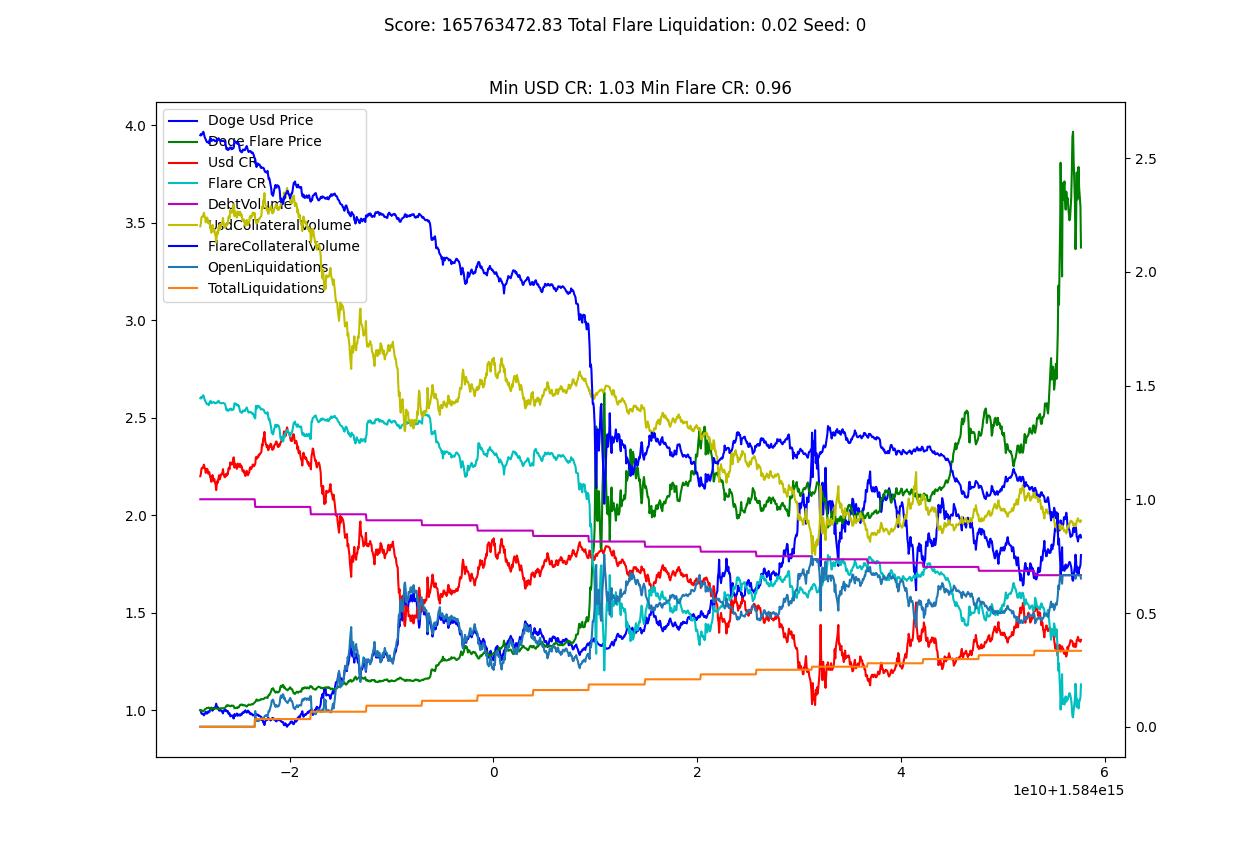 Score: 165763472.83 Total Flare Liquidation: 0.02 Seed: 0
Min USD CR: 1.03 Min Flare CR: 0.96
Doge Usd Price
Doge Flare Price
Usd CR
Flare CR
DebtVolume
UsdCollateralVolume
FlareCollateralVolume
OpenLiquidations
TotalLiquidations
4.0
3.5
3.0
2.5
2.0
1.5
1.0
2.5
2.0
1.5
1.0
0.5
0.0
−2 0 2 4 6
1e10+1.584e15